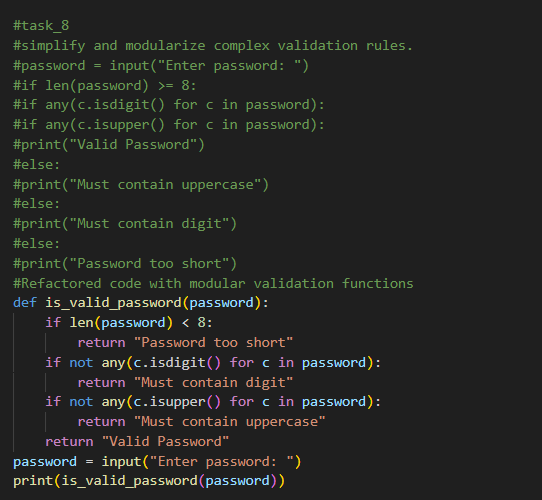 #task_8
#simplify and modularize complex validation rules.
#password = input("Enter password: ")
#if len(password) >= 8:
#if any(c.isdigit() for c in password):
#if any(c.isupper() for c in password):
#print("Valid Password")
#else:
#print("Must contain uppercase")
#else:
#print("Must contain digit")
#else:
#print("Password too short")
#Refactored code with modular validation functions
def is_valid_password(password):
    if len(password) < 8:
        return "Password too short"
    if not any(c.isdigit() for c in password):
        return "Must contain digit"
    if not any(c.isupper() for c in password):
        return "Must contain uppercase"
    return "Valid Password"
password = input("Enter password: ")
print(is_valid_password(password))